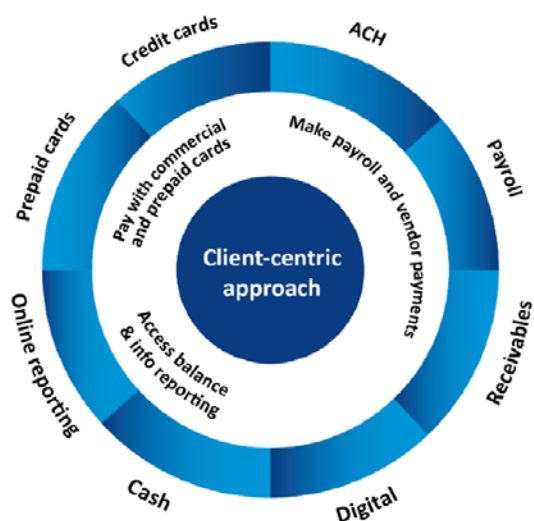 Credit cards
ACH
Prepaid cards
Payroll
Pay with commercial
and prepaid cards
Make payroll and vendor payments
Client-centric
approach
Online reporting
Access balance
& info reporting
Receivables
Cash
Digital